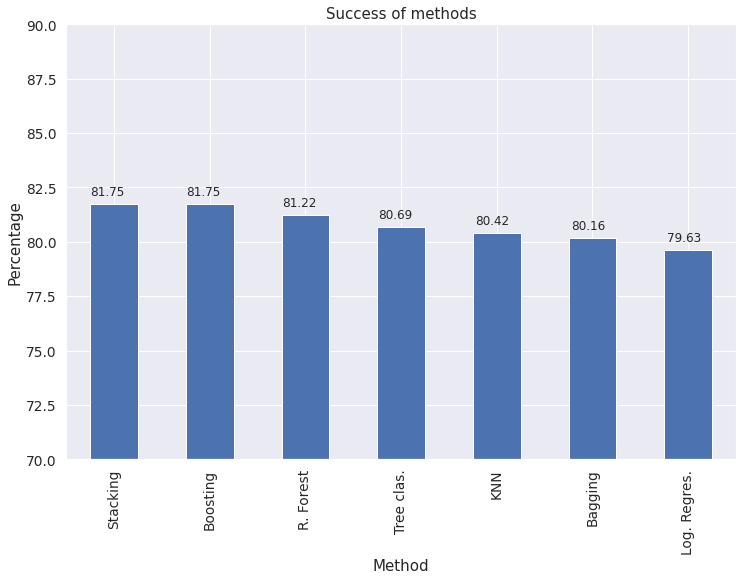 Success of methods
Percentage
90.0
87.5
85.0
82.5
80.0
77.5
75.0
72.5
70.0
81.75
81.75
81.22
80.69
80.42
80.16
79.63
Stacking
Boosting
R. Forest
Tree clas.
KNN
Bagging
Log. Regres.
Method